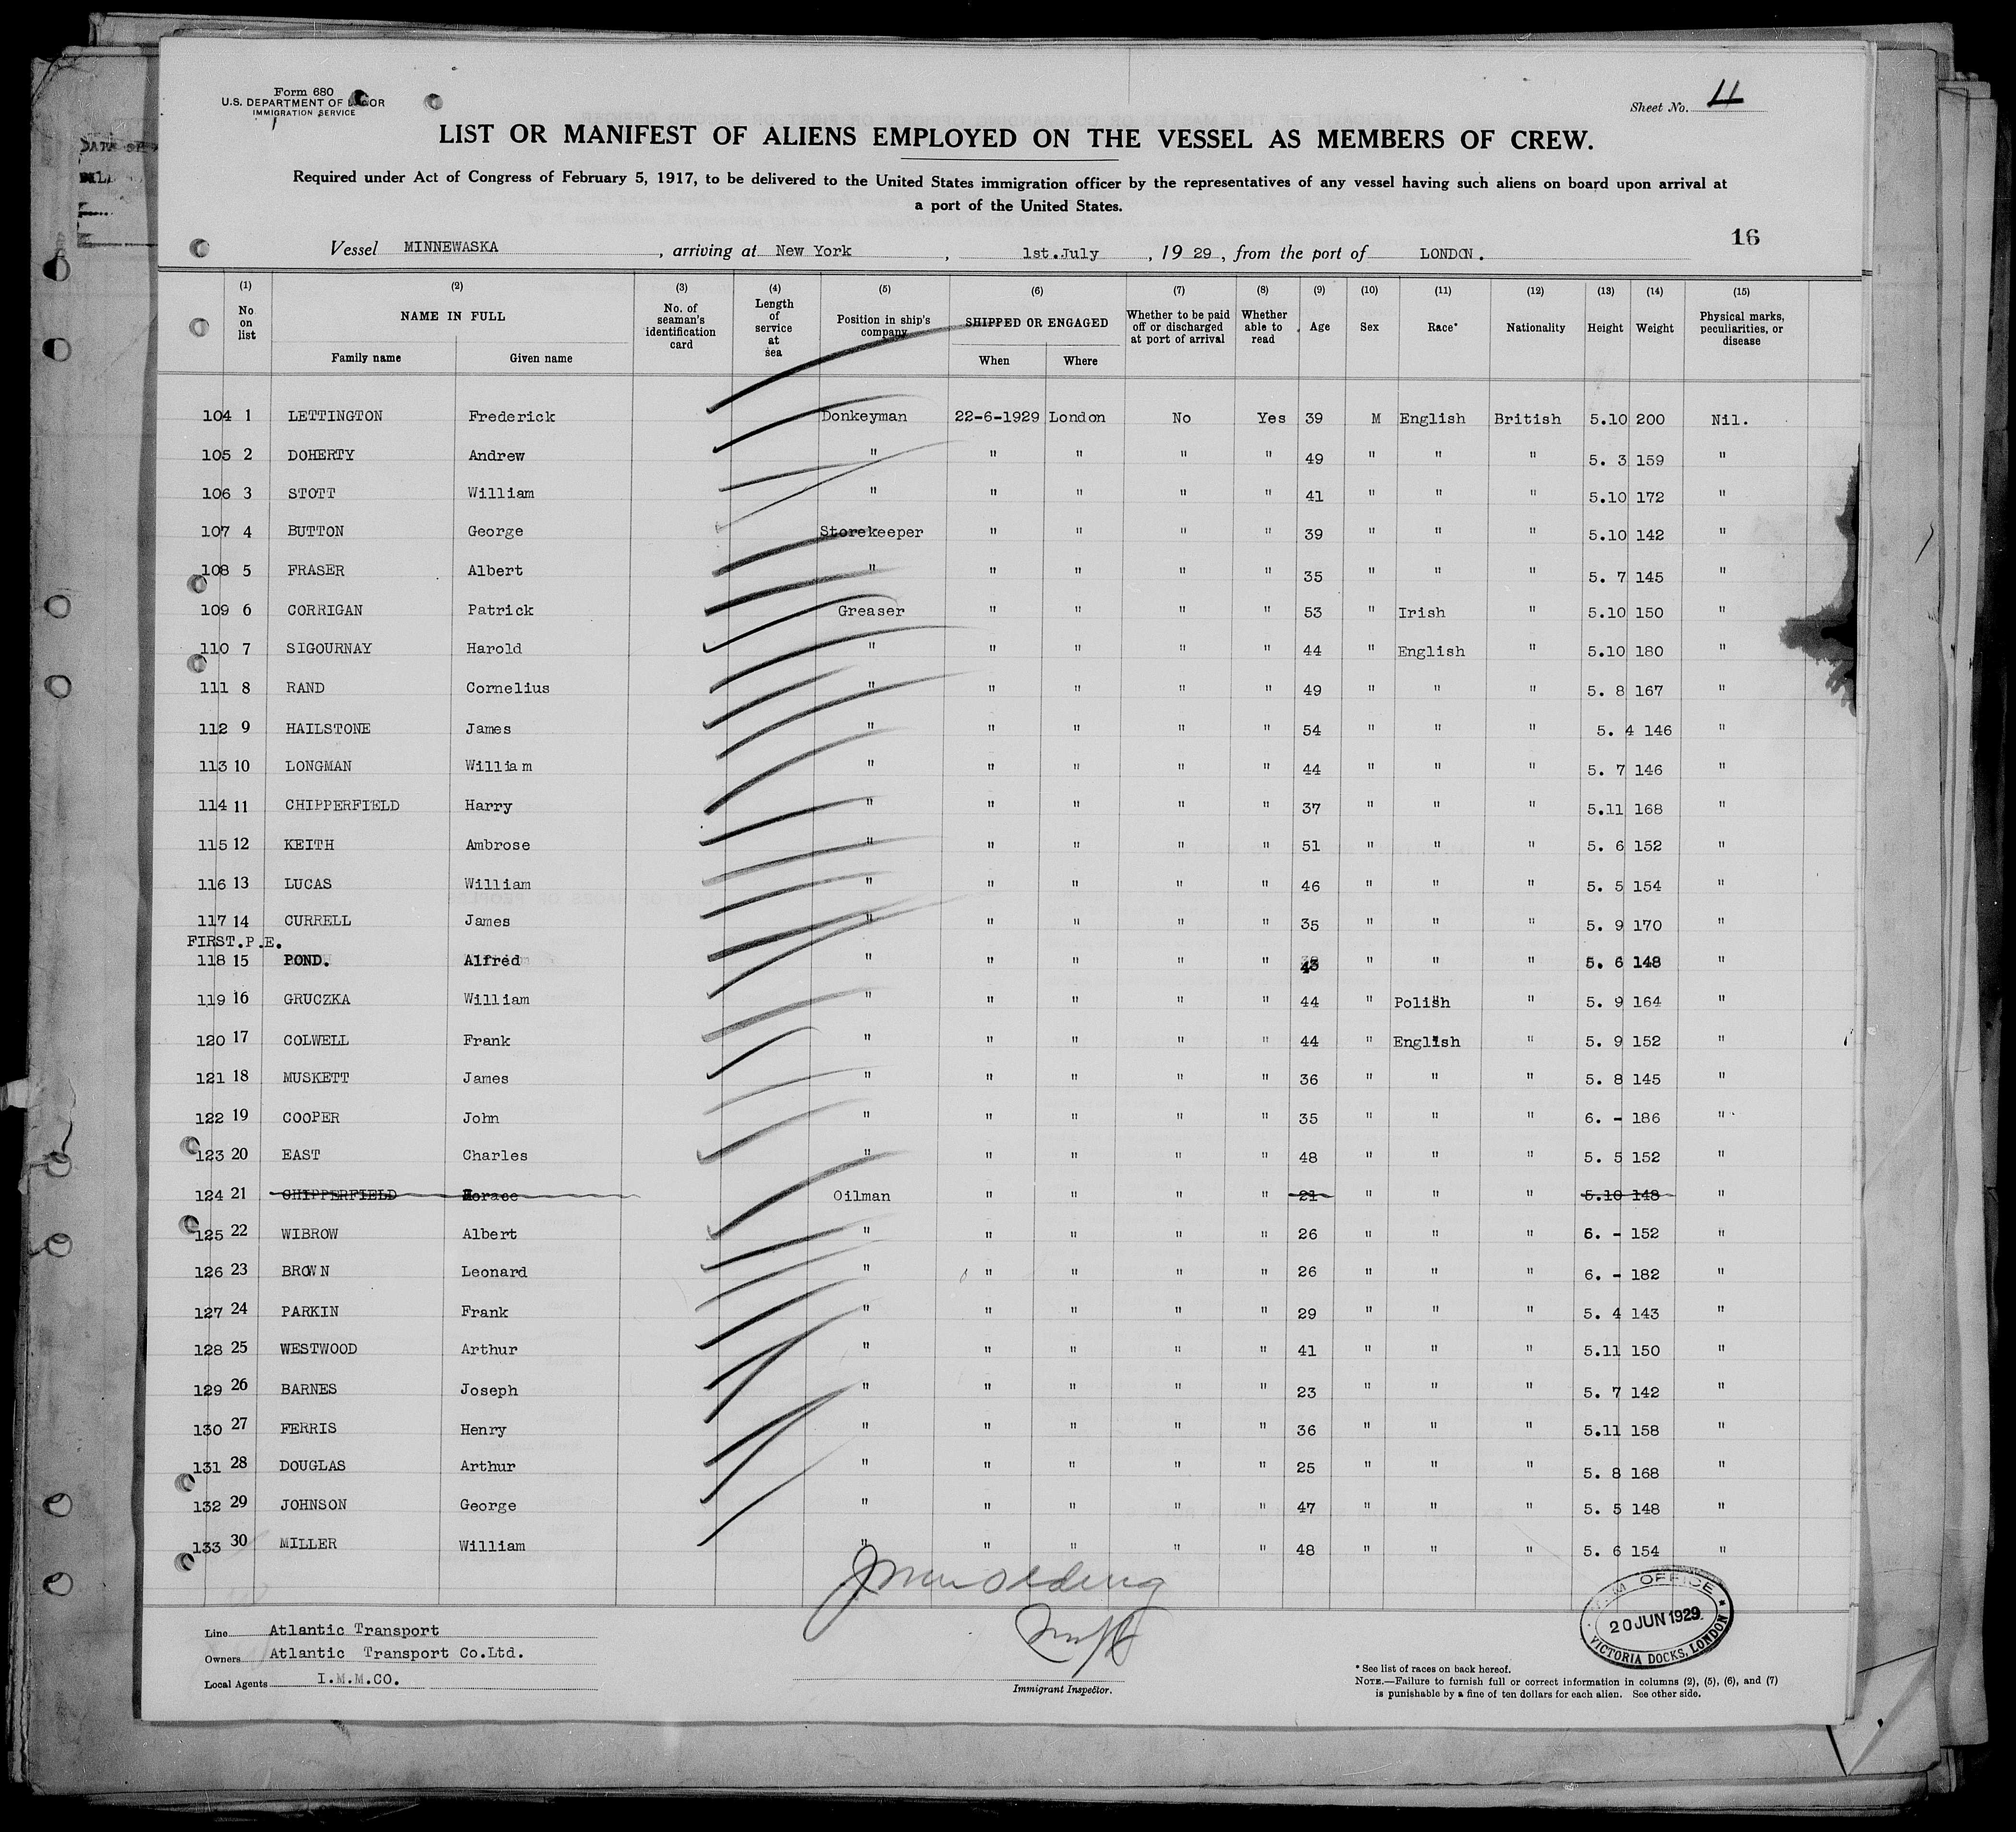 Form 680
U.S. DEPARTMENT OF LABOR
IMMIGRATION SERVICE
Sheet No. 4
LIST OR MANIFEST OF ALIENS EMPLOYED ON THE VESSEL AS MEMBERS OF CREW.
Required under Act of Congress of February 5, 1917, to be delivered to the United States immigration officer by the representatives of any vessel having such aliens on board upon arrival at
a port of the United States.
16
Vessel MINNEWASKA, arriving at New York, 1st.July, 19 29, from the port of LONDON.
(1) (2) (3) (4) (5) (6) (7) (8) (9) (10) (11) (12) (13) (14) (15)
No on list NAME IN FULL Family name Given name No. of seaman's identification card Length of service at sea Position in ship's company SHIPPED OR ENGAGED When Where Whether to be paid off or discharged at port of arrival Whether able to read Age Sex Race* Nationality Height Weight Physical marks, peculiarities, or disease
104 1 LETTINGTON Frederick Donkeyman 22-6-1929 London No Yes 39 M English British 5.10 200 Nil.
105 2 DOHERTY Andrew " " " " " 49 " " " 5. 3 159 "
106 3 STOTT William " " " " " 41 " " " 5.10 172 "
107 4 BUTTON George Storekeeper " " " " 39 " " " 5.10 142 "
108 5 FRASER Albert " " " " " 35 " " " 5. 7 145 "
109 6 CORRIGAN Patrick Greaser " " " " 53 " Irish " 5.10 150 "
110 7 SIGOURNAY Harold " " " " " 44 " English " 5.10 180 "
111 8 RAND Cornelius " " " " " 49 " " " 5. 8 167 "
112 9 HAILSTONE James " " " " " 54 " " " 5. 4 146 "
113 10 LONGMAN William " " " " " 44 " " " 5. 7 146 "
114 11 CHIPPERFIELD Harry " " " " " 37 " " " 5.11 168 "
115 12 KEITH Ambrose " " " " " 51 " " " 5. 6 152 "
116 13 LUCAS William " " " " " 46 " " " 5. 5 154 "
117 14 CURRELL James " " " " " 35 " " " 5. 9 170 "
FIRST.P.E.
118 15 POND. Alfred " " " " " 43 " " " 5. 6 148 "
119 16 GRUCZKA William " " " " " 44 " Polish " 5. 9 164 "
120 17 COLWELL Frank " " " " " 44 " English " 5. 9 152 "
121 18 MUSKETT James " " " " " 36 " " " 5. 8 145 "
122 19 COOPER John " " " " " 35 " " " 6. - 186 "
123 20 EAST Charles " " " " " 48 " " " 5. 5 152 "
124 21 CHIPPERFIELD Horace Oilman " " " " 21 " " " 5.10 148 "
125 22 WIBROW Albert " " " " " 26 " " " 6. - 152 "
126 23 BROWN Leonard " " " " " 26 " " " 6. - 182 "
127 24 PARKIN Frank " " " " " 29 " " " 5. 4 143 "
128 25 WESTWOOD Arthur " " " " " 41 " " " 5.11 150 "
129 26 BARNES Joseph " " " " " 23 " " " 5. 7 142 "
130 27 FERRIS Henry " " " " " 36 " " " 5.11 158 "
131 28 DOUGLAS Arthur " " " " " 25 " " " 5. 8 168 "
132 29 JOHNSON George " " " " " 47 " " " 5. 5 148 "
133 30 MILLER William " " " " " 48 " " " 5. 6 154 "
OFFICE
20 JUN 1929
VICTORIA DOCKS, LONDON
Line Atlantic Transport
Owners Atlantic Transport Co.Ltd.
Local Agents I.M.M.CO.
Immigrant Inspector.
* See list of races on back hereof.
NOTE.—Failure to furnish full or correct information in columns (2), (5), (6), and (7)
is punishable by a fine of ten dollars for each alien. See other side.